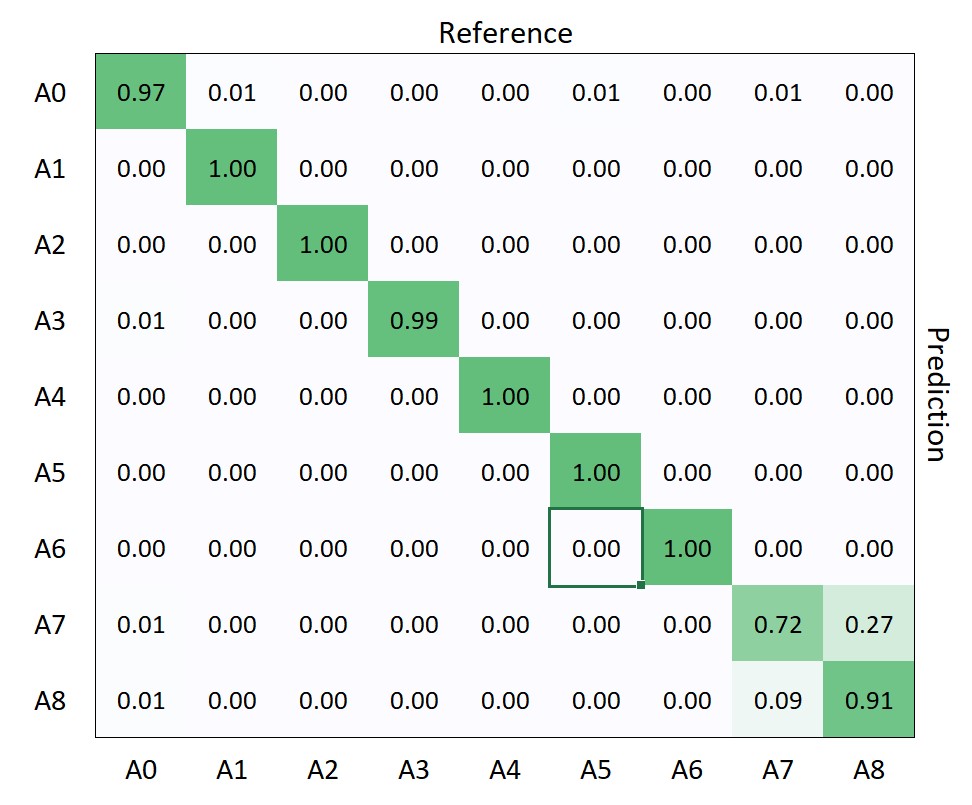 Reference
A0 0.97 0.01 0.00 0.00 0.00 0.01 0.00 0.01 0.00
A1 0.00 1.00 0.00 0.00 0.00 0.00 0.00 0.00 0.00
A2 0.00 0.00 1.00 0.00 0.00 0.00 0.00 0.00 0.00
A3 0.01 0.00 0.00 0.99 0.00 0.00 0.00 0.00 0.00
A4 0.00 0.00 0.00 0.00 1.00 0.00 0.00 0.00 0.00
A5 0.00 0.00 0.00 0.00 0.00 1.00 0.00 0.00 0.00
A6 0.00 0.00 0.00 0.00 0.00 0.00 1.00 0.00 0.00
A7 0.01 0.00 0.00 0.00 0.00 0.00 0.00 0.72 0.27
A8 0.01 0.00 0.00 0.00 0.00 0.00 0.00 0.09 0.91
A0 A1 A2 A3 A4 A5 A6 A7 A8
Prediction